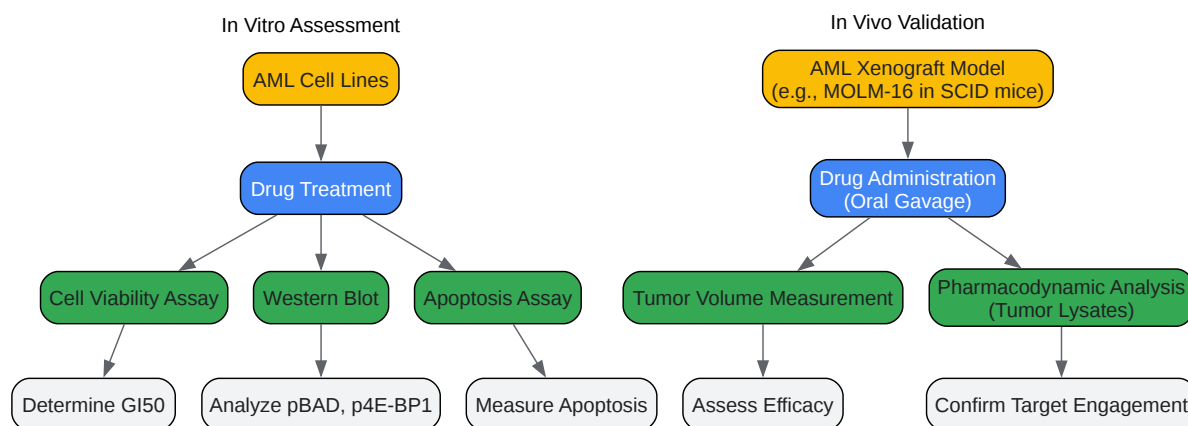 In Vitro Assessment
AML Cell Lines
Drug Treatment
Cell Viability Assay
Western Blot
Apoptosis Assay
Determine GI50
Analyze pBAD, p4E-BP1
Measure Apoptosis
In Vivo Validation
AML Xenograft Model
(e.g., MOLM-16 in SCID mice)
Drug Administration
(Oral Gavage)
Tumor Volume Measurement
Pharmacodynamic Analysis
(Tumor Lysates)
Assess Efficacy
Confirm Target Engagement